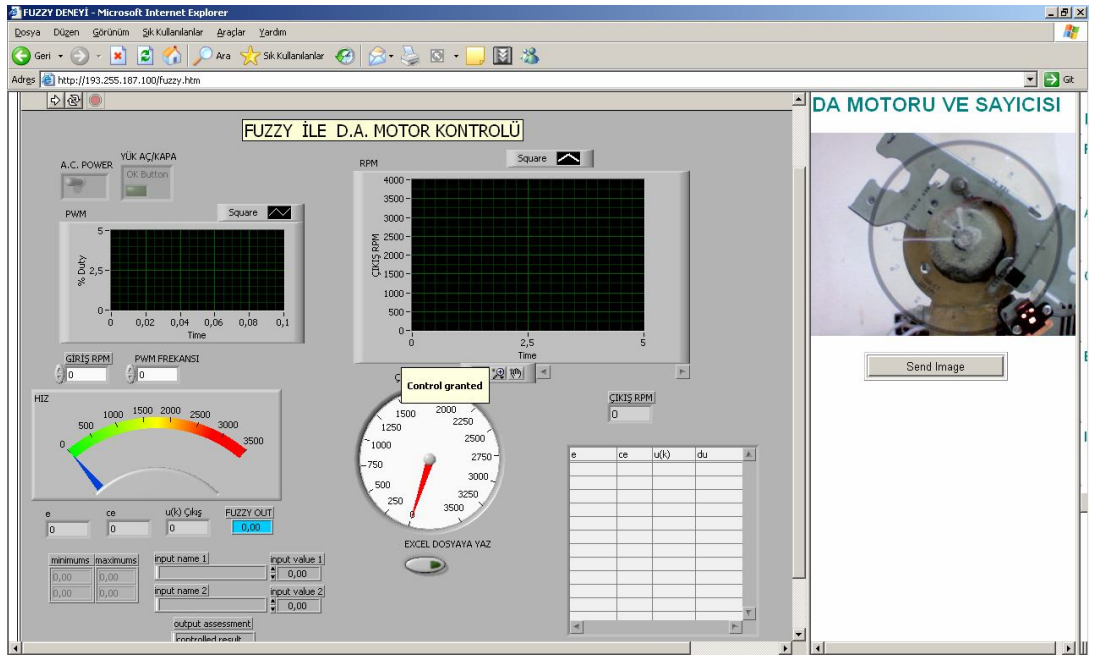 FUZZY DENEYİ - Microsoft Internet Explorer
Dosya Düzen Görünüm Sık Kullanılanlar Araçlar Yardım
Geri Ara Sık Kullanılanlar
Adres http://193.255.187.100/fuzzy.htm Git
FUZZY İLE D.A. MOTOR KONTROLÜ
A.C. POWER
YÜK AÇ/KAPA
OK Button
PWM
Square
5
2,5
0
% Duty
0 0,02 0,04 0,06 0,08 0,1
Time
RPM
Square
4000
3500
3000
2500
2000
1500
1000
500
0
ÇIKIŞ RPM
0 2,5 5
Time
GİRİŞ RPM
0
PWM FREKANSI
0
Control granted
HIZ
0 500 1000 1500 2000 2500 3000 3500
0 250 500 750 1000 1250 1500 2000 2250 2500 2750 3000 3250 3500
ÇIKIŞ RPM
0
e ce u(k) du
e ce u(k) Çıkış FUZZY OUT
0 0 0 0,00
EXCEL DOSYAYA YAZ
minimums maximums
0,00 0,00
0,00 0,00
input name 1 input value 1
0,00
input name 2 input value 2
0,00
output assessment
controlled result
DA MOTORU VE SAYICISI
Send Image